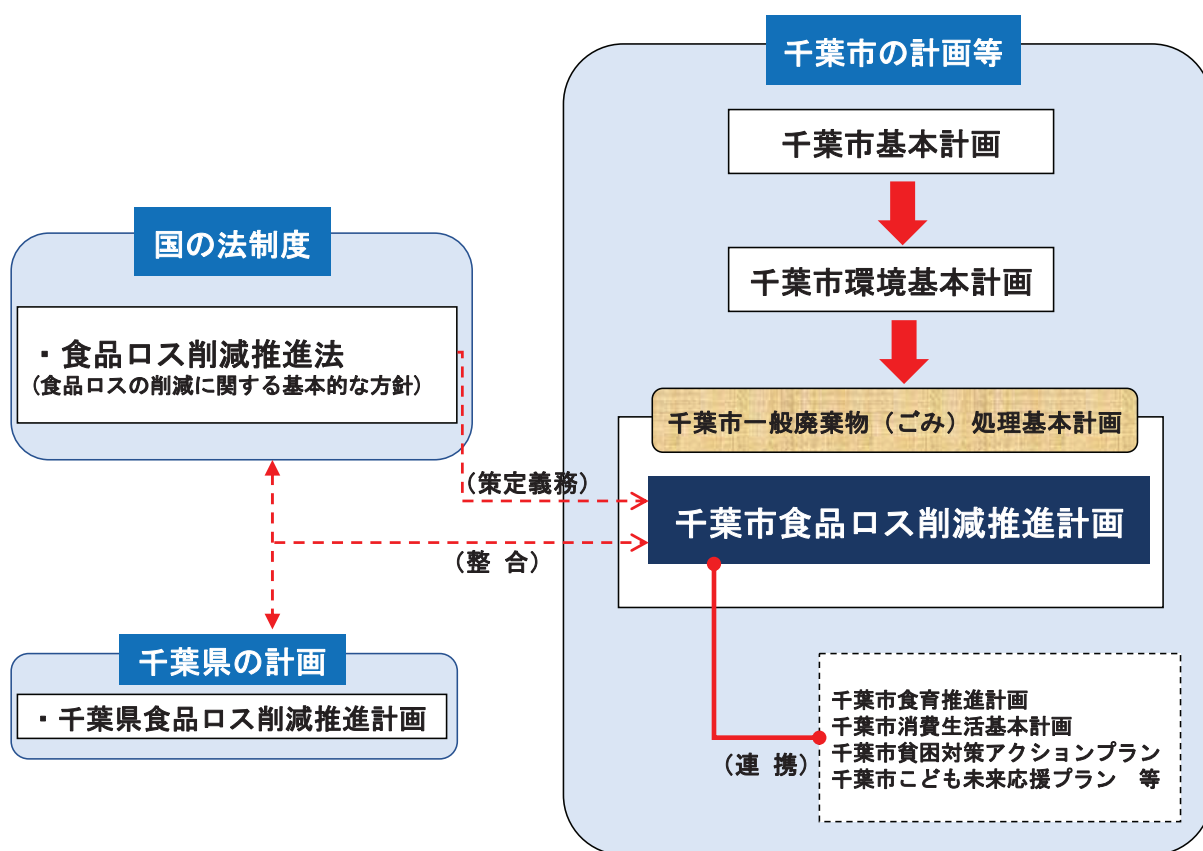 千葉市の計画等
千葉市基本計画
千葉市環境基本計画
千葉市一般廃棄物（ごみ）処理基本計画
千葉市食品ロス削減推進計画
国の法制度
・食品ロス削減推進法
（食品ロスの削減に関する基本的な方針）
（策定義務）
（整 合）
千葉県の計画
・千葉県食品ロス削減推進計画
（連 携）
千葉市食育推進計画
千葉市消費生活基本計画
千葉市貧困対策アクションプラン
千葉市こども未来応援プラン　等